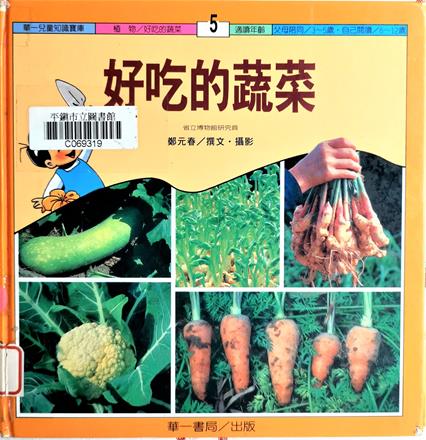 華一兒童知識寶庫 植 物／好吃的蔬菜 5 適讀年齡 父母陪同／3～5歲・自己閱讀／6～12歲
好吃的蔬菜
平鎮市立圖書館
C069319
省立博物館研究員
鄭元春／撰文・攝影
華一書局／出版